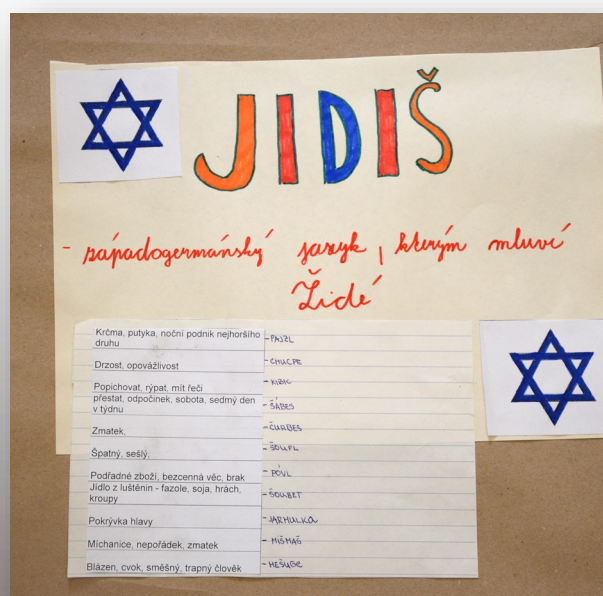 JIDIŠ
- západogermánský jazyk, kterým mluví
Židé
Krčma, putyka, noční podnik nejhoršího
druhu
- PAJZL
Drzost, opovážlivost
- CHUCPE
Popichovat, rýpat, mít řeči
- KIBIC
přestat, odpočinek, sobota, sedmý den
v týdnu
- ŠÁBES
Zmatek,
- ČURBES
Špatný, sešlý,
- ŠOUFL
Podřadné zboží, bezcenná věc, brak
- PÓVL
Jídlo z luštěnin - fazole, soja, hrách,
kroupy
- ŠOULET
Pokrývka hlavy
- JARMULKA
Míchanice, nepořádek, zmatek
- MIŠMAŠ
Blázen, cvok, směšný, trapný člověk
- MEŠUGE